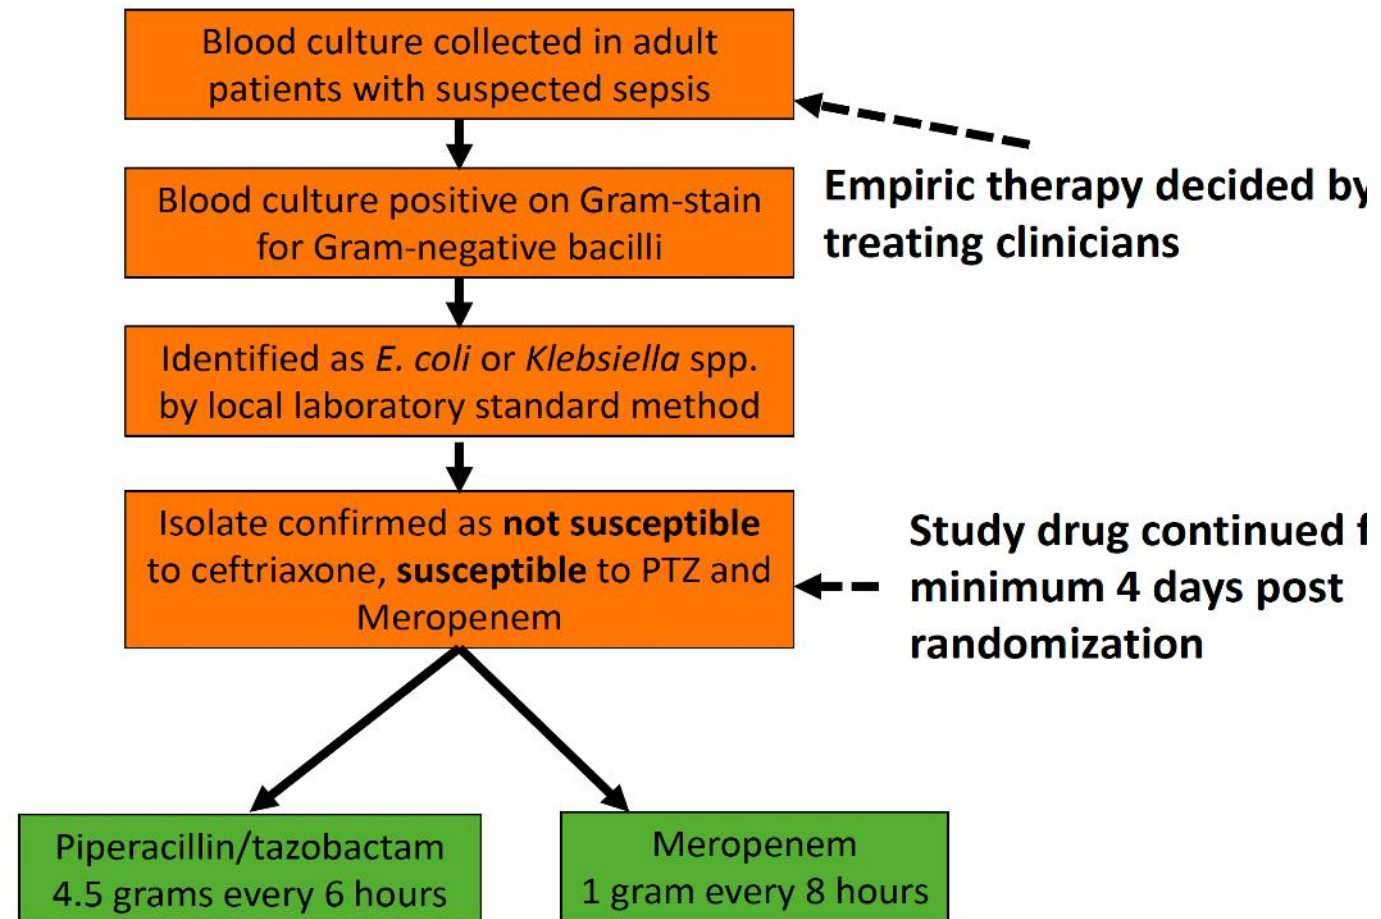 Blood culture collected in adult
patients with suspected sepsis
Empiric therapy decided by
treating clinicians
Blood culture positive on Gram-stain
for Gram-negative bacilli
Identified as E. coli or Klebsiella spp.
by local laboratory standard method
Isolate confirmed as not susceptible
to ceftriaxone, susceptible to PTZ and
Meropenem
Study drug continued
minimum 4 days post
randomization
Piperacillin/tazobactam
4.5 grams every 6 hours
Meropenem
1 gram every 8 hours